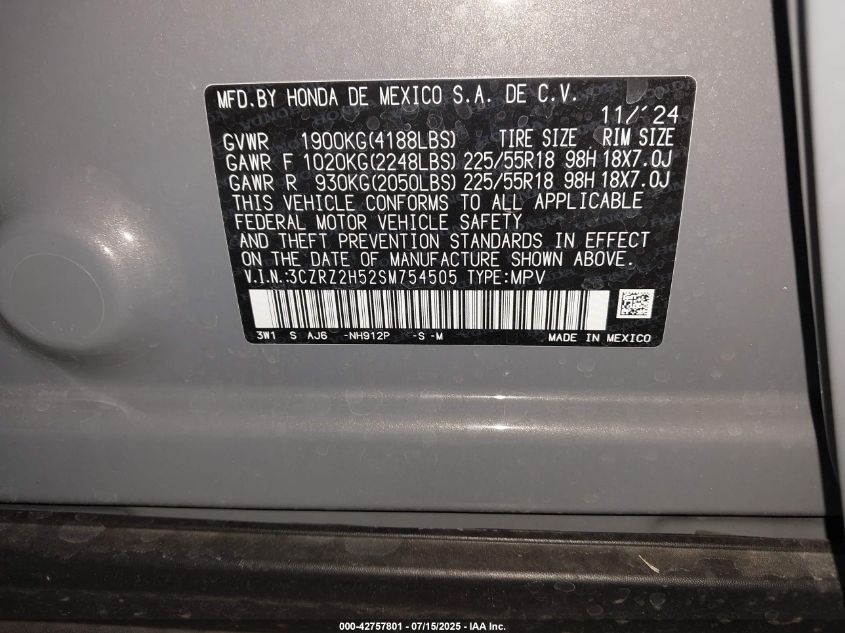 MFD.BY HONDA DE MEXICO S.A. DE C.V.
11/'24
GVWR 1900KG(4188LBS) TIRE SIZE RIM SIZE
GAWR F 1020KG(2248LBS) 225/55R18 98H 18X7.0J
GAWR R 930KG(2050LBS) 225/55R18 98H 18X7.0J
THIS VEHICLE CONFORMS TO ALL APPLICABLE
FEDERAL MOTOR VEHICLE SAFETY
AND THEFT PREVENTION STANDARDS IN EFFECT
ON THE DATE OF MANUFACTURE SHOWN ABOVE.
V.I.N.:3CZRZ2H52SM754505 TYPE:MPV
3W1 S AJ6 -NH912P -S -M MADE IN MEXICO
000-42757801 - 07/15/2025 - IAA Inc.